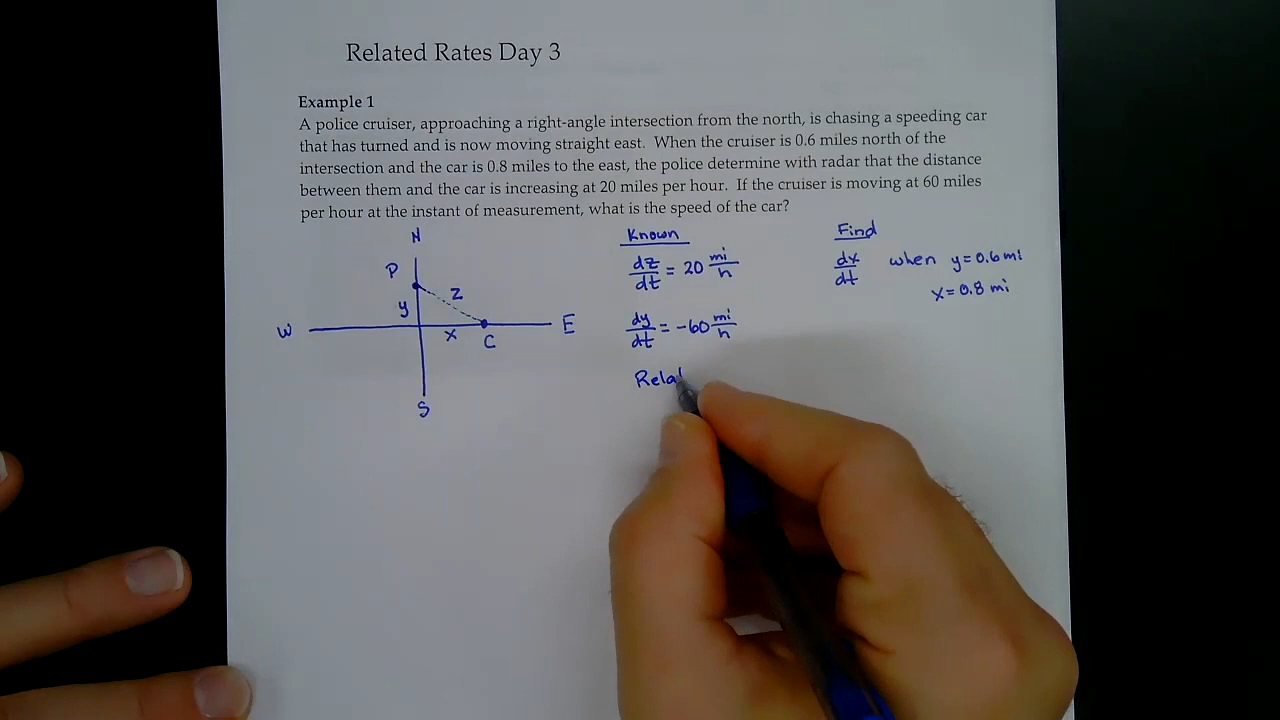 Related Rates Day 3
Example 1
A police cruiser, approaching a right-angle intersection from the north, is chasing a speeding car
that has turned and is now moving straight east. When the cruiser is 0.6 miles north of the
intersection and the car is 0.8 miles to the east, the police determine with radar that the distance
between them and the car is increasing at 20 miles per hour. If the cruiser is moving at 60 miles
per hour at the instant of measurement, what is the speed of the car?
N
P
z
y
W
E
x
C
S
Known
dz/dt = 20 mi/h
dy/dt = -60 mi/h
Relat
Find
dx/dt when y=0.6 mi
x=0.8 mi